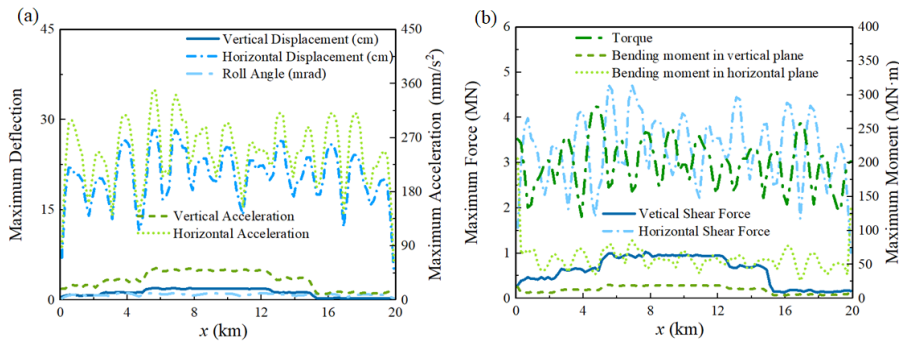 (a)
45
30
15
0
Maximum Deflection
Vertical Displacement (cm)
Horizontal Displacement (cm)
Roll Angle (mrad)
Vertical Acceleration
Horizontal Acceleration
450
360
270
180
90
0
Maximum Acceleration (mm/s²)
0 4 8 12 16 20
x (km)
(b)
6
5
4
3
2
1
0
Maximum Force (MN)
Torque
Bending moment in vertical plane
Bending moment in horizontal plane
Vetical Shear Force
Horizontal Shear Force
400
350
300
250
200
150
100
50
0
Maximum Moment (MN·m)
0 4 8 12 16 20
x (km)